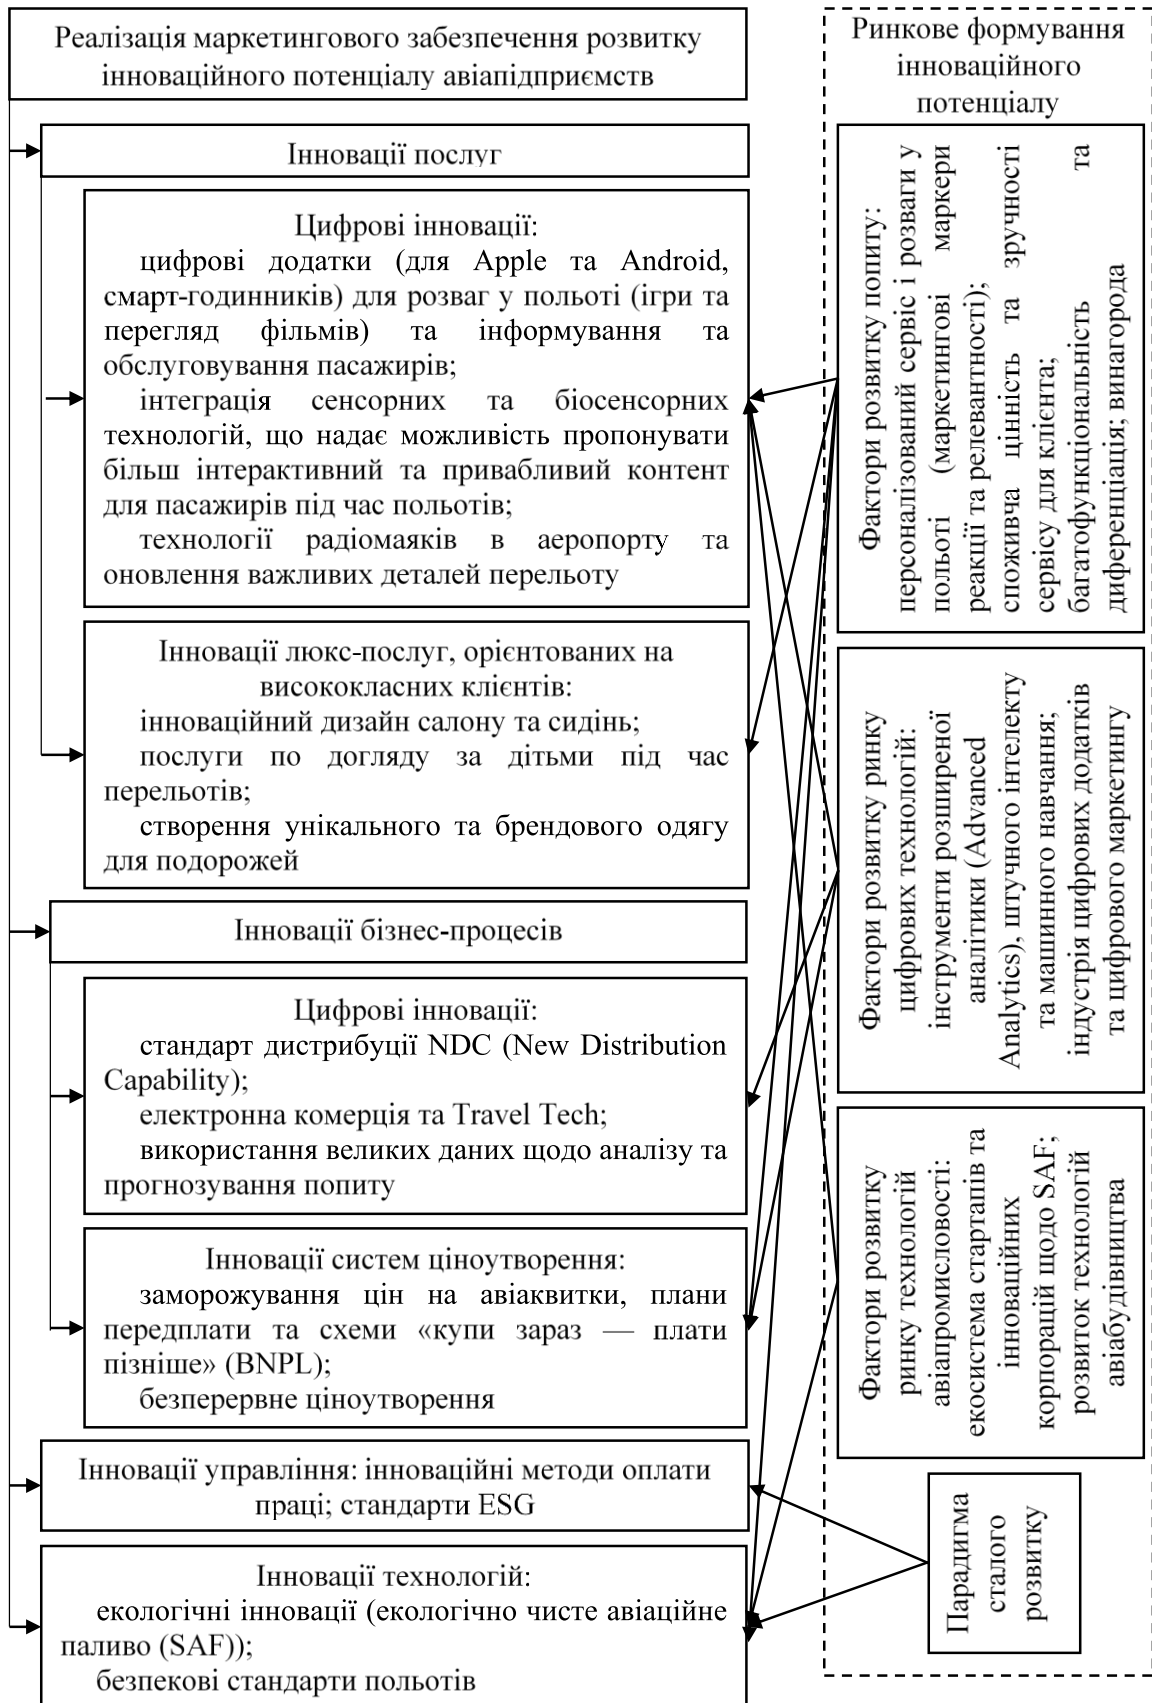 Реалізація маркетингового забезпечення розвитку
інноваційного потенціалу авіапідприємств
Інновації послуг
Цифрові інновації:
цифрові додатки (для Apple та Android,
смарт-годинників) для розваг у польоті (ігри та
перегляд фільмів) та інформування та
обслуговування пасажирів;
інтеграція сенсорних та біосенсорних
технологій, що надає можливість пропонувати
більш інтерактивний та привабливий контент
для пасажирів під час польотів;
технології радіомаяків в аеропорту та
оновлення важливих деталей перельоту
Інновації люкс-послуг, орієнтованих на
висококласних клієнтів:
інноваційний дизайн салону та сидінь;
послуги по догляду за дітьми під час
перельотів;
створення унікального та брендового одягу
для подорожей
Інновації бізнес-процесів
Цифрові інновації:
стандарт дистрибуції NDC (New Distribution
Capability);
електронна комерція та Travel Tech;
використання великих даних щодо аналізу та
прогнозування попиту
Інновації систем ціноутворення:
заморожування цін на авіаквитки, плани
передплати та схеми «купи зараз — плати
пізніше» (BNPL);
безперервне ціноутворення
Інновації управління: інноваційні методи оплати
праці; стандарти ESG
Інновації технологій:
екологічні інновації (екологічно чисте авіаційне
паливо (SAF));
безпекові стандарти польотів
Ринкове формування
інноваційного
потенціалу
Фактори розвитку попиту:
персоналізований сервіс і розваги у
польоті (маркетингові маркери
реакції та релевантності);
споживча цінність та зручності
сервісу для клієнта;
багатофункціональність та
диференціація; винагорода
Фактори розвитку ринку
цифрових технологій:
інструменти розширеної
аналітики (Advanced
Analytics), штучного інтелекту
та машинного навчання;
індустрія цифрових додатків
та цифрового маркетингу
Фактори розвитку
ринку технологій
авіапромисловості:
екосистема стартапів та
інноваційних
корпорацій щодо SAF;
розвиток технологій
авіабудівництва
Парадигма
сталого
розвитку